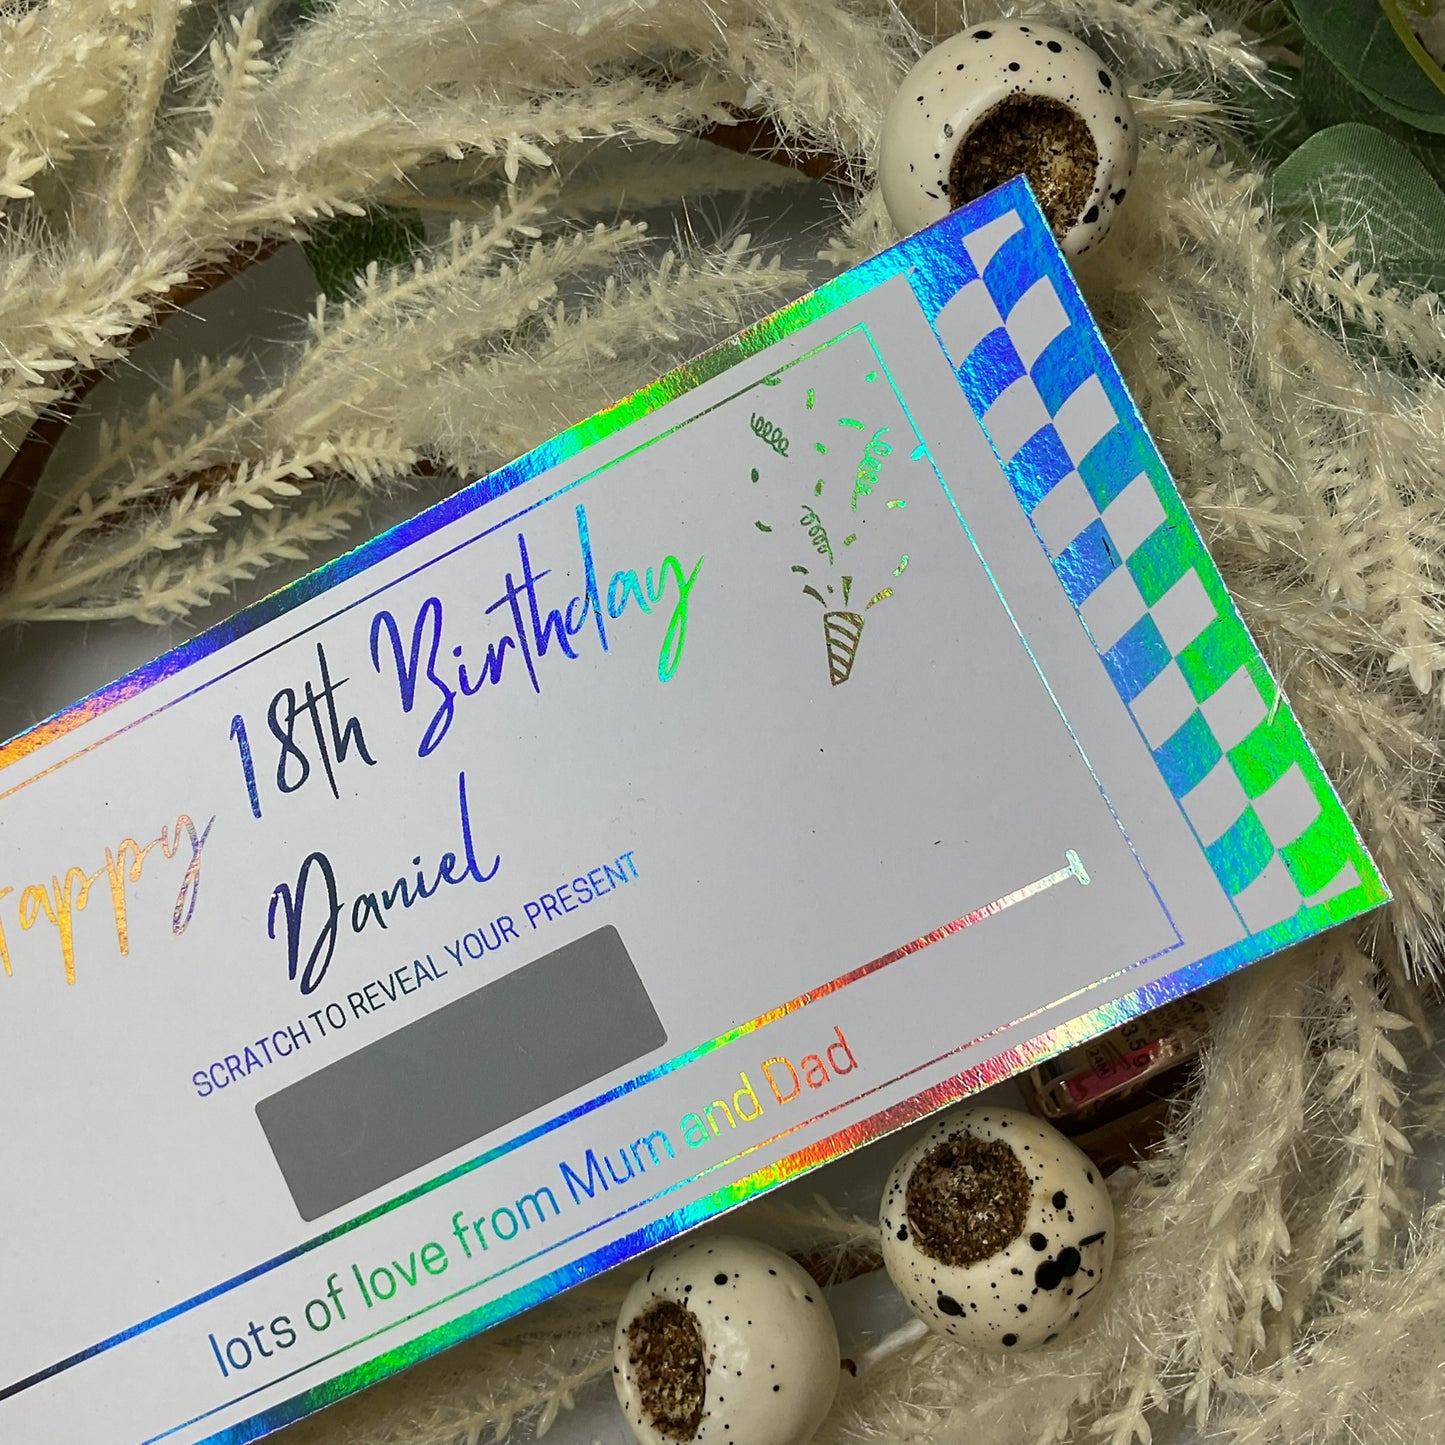 Happy 18th Birthday
Daniel
SCRATCH TO REVEAL YOUR PRESENT
lots of love from Mum and Dad